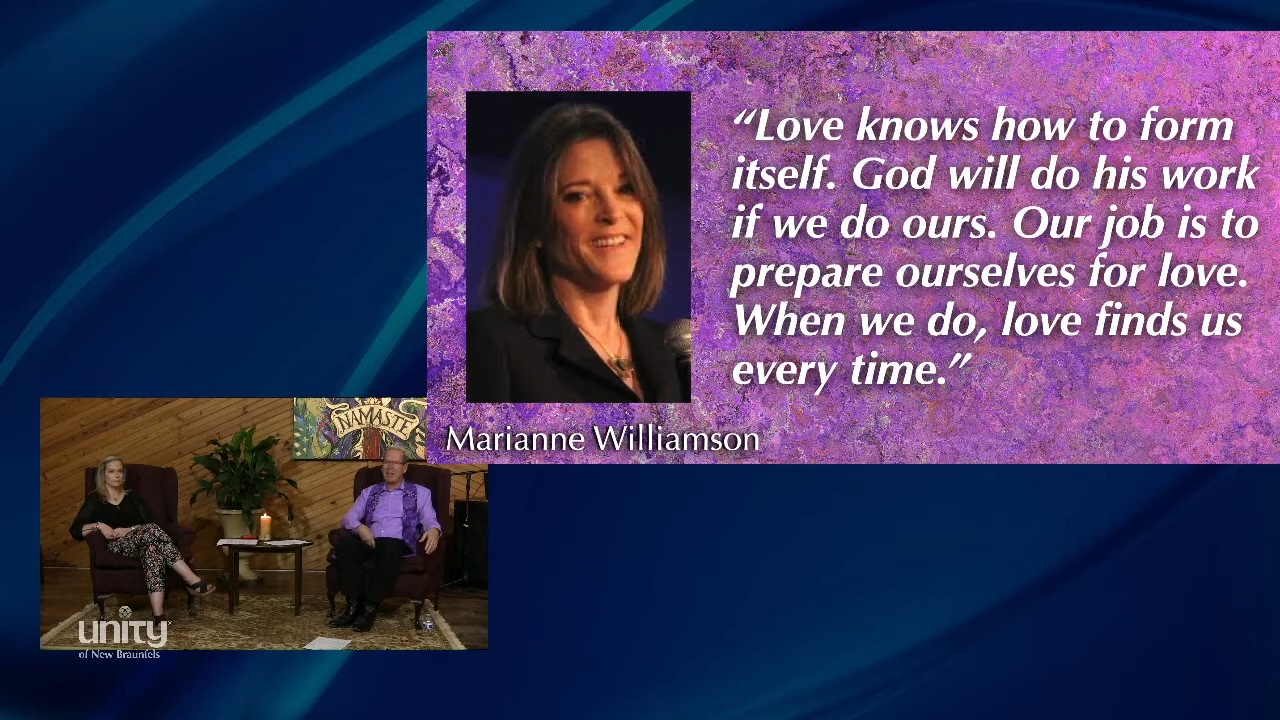 “Love knows how to form
itself. God will do his work
if we do ours. Our job is to
prepare ourselves for love.
When we do, love finds us
every time.”
Marianne Williamson
NAMASTE
unity
of New Braunfels